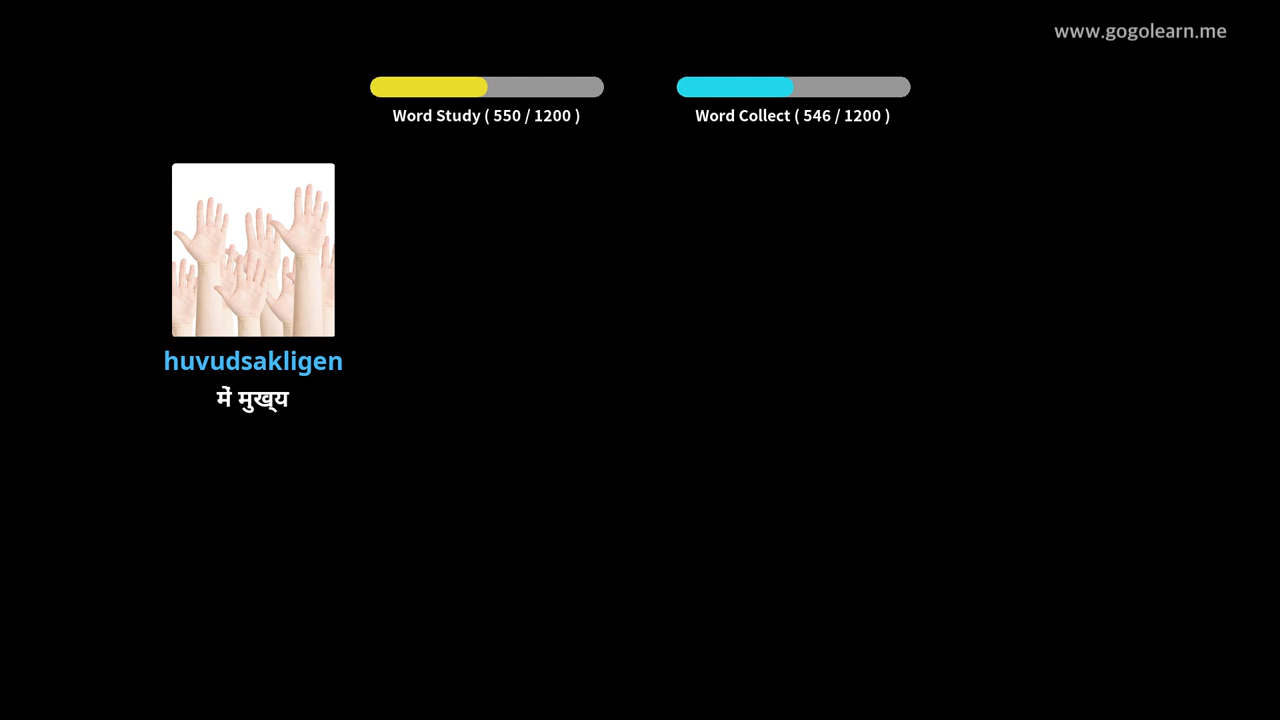 www.gogolearn.me
Word Study ( 550 / 1200 )
Word Collect ( 546 / 1200 )
huvudsakligen
में मुख्य